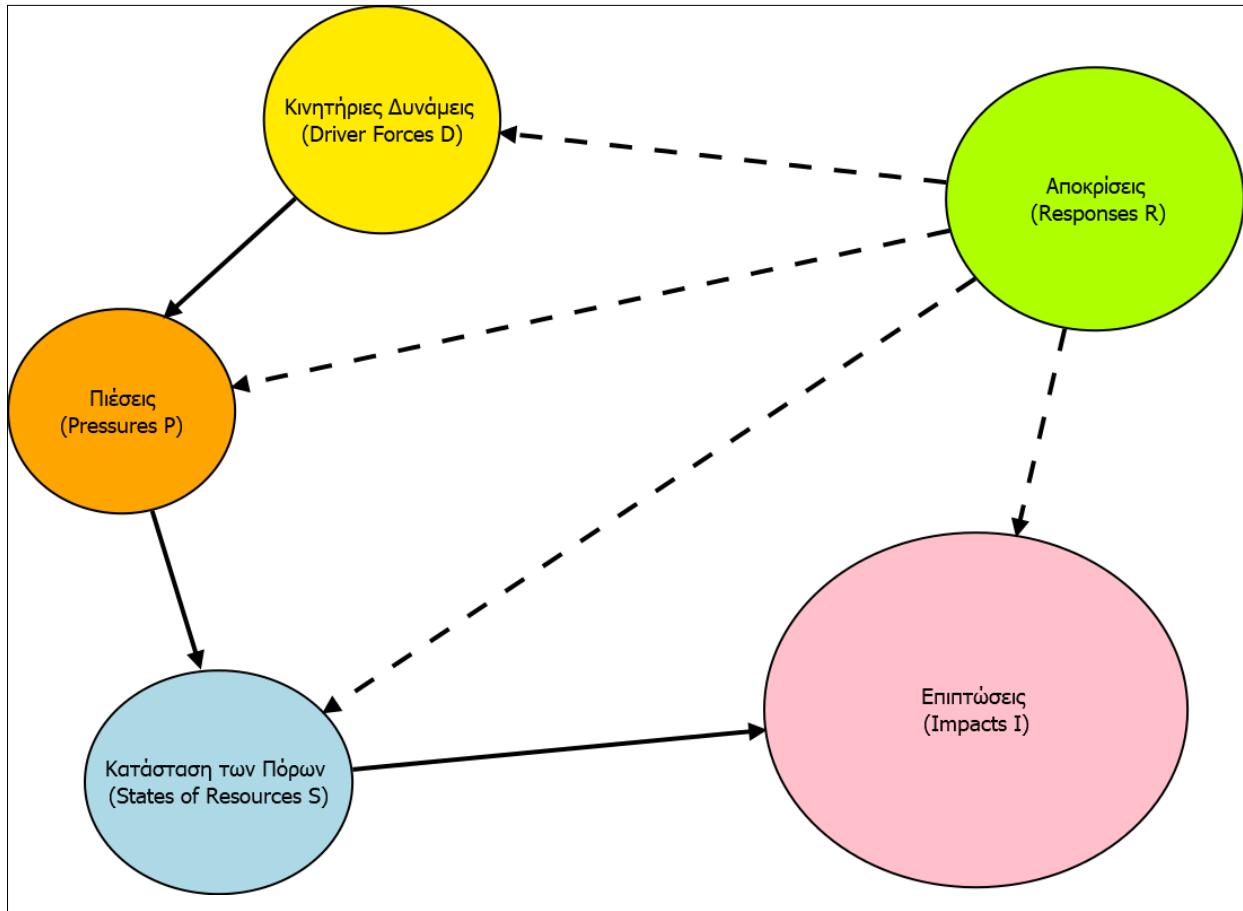 Κινητήριες Δυνάμεις
(Driver Forces D)
Αποκρίσεις
(Responses R)
Πιέσεις
(Pressures P)
Επιπτώσεις
(Impacts I)
Κατάσταση των Πόρων
(States of Resources S)